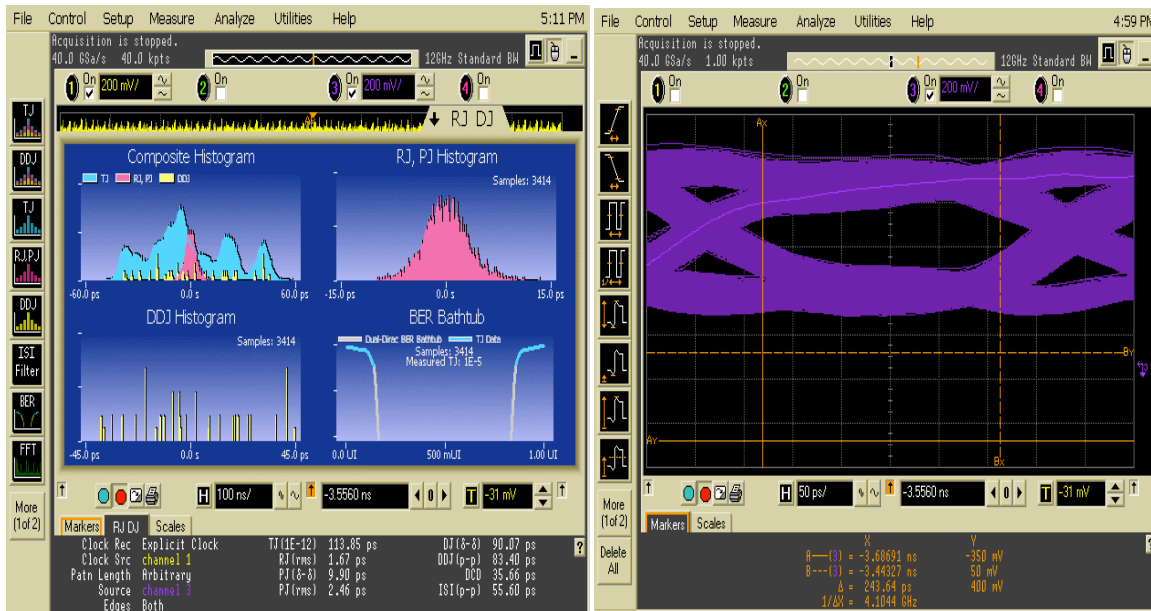 File Control Setup Measure Analyze Utilities Help 5:11 PM
Acquisition is stopped.
40.0 GSa/s 40.0 kpts 12GHz Standard BW
1 On 200 mV/ 2 On 3 On 200 mV/ 4 On
RJ DJ
TJ
DDJ
TJ
RJ,PJ
DDJ
ISI
Filter
BER
FFT
More
(1of 2)
Composite Histogram
TJ RJ, PJ DDJ
-60.0 ps 0.0 s 60.0 ps
RJ, PJ Histogram
Samples: 3414
-15.0 ps 0.0 s 15.0 ps
DDJ Histogram
Samples: 3414
-45.0 ps 0.0 s 45.0 ps
BER Bathtub
Dual-Dirac BER Bathtub TJ Data
Samples: 3414
Measured TJ: 1E-5
0.0 UI 500 mUI 1.00 UI
H 100 ns/ -3.5560 ns 0 T -31 mV
Markers RJ DJ Scales
?
Clock Rec Explicit Clock TJ(1E-12) 113.85 ps DJ(δ-δ) 90.07 ps
Clock Src channel 1 RJ(rms) 1.67 ps DDJ(p-p) 83.40 ps
Patn Length Arbitrary PJ(δ-δ) 9.90 ps DCD 35.66 ps
Source channel 3 PJ(rms) 2.46 ps ISI(p-p) 55.60 ps
Edges Both
File Control Setup Measure Analyze Utilities Help 4:59 PM
Acquisition is stopped.
40.0 GSa/s 1.00 kpts 12GHz Standard BW
1 On 2 On 3 On 200 mV/ 4 On
Ax
By
3
Ay
Bx
More
(1of 2)
Delete
All
H 50 ps/ -3.5560 ns 0 T -31 mV
Markers Scales
?
X Y
A—(3) = -3.68691 ns -350 mV
B---(3) = -3.44327 ns 50 mV
Δ = 243.64 ps 400 mV
1/ΔX = 4.1044 GHz